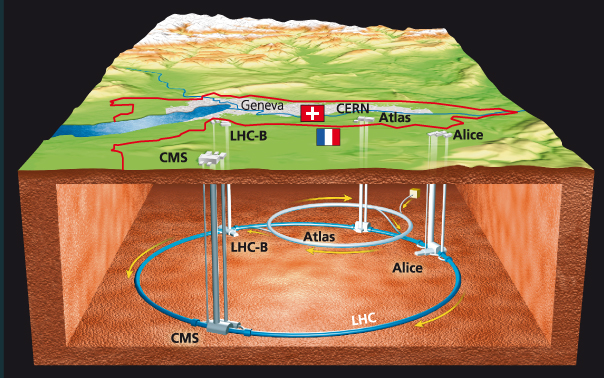 Geneva
CERN
Atlas
LHC-B
Alice
CMS
LHC-B
Atlas
Alice
LHC
CMS